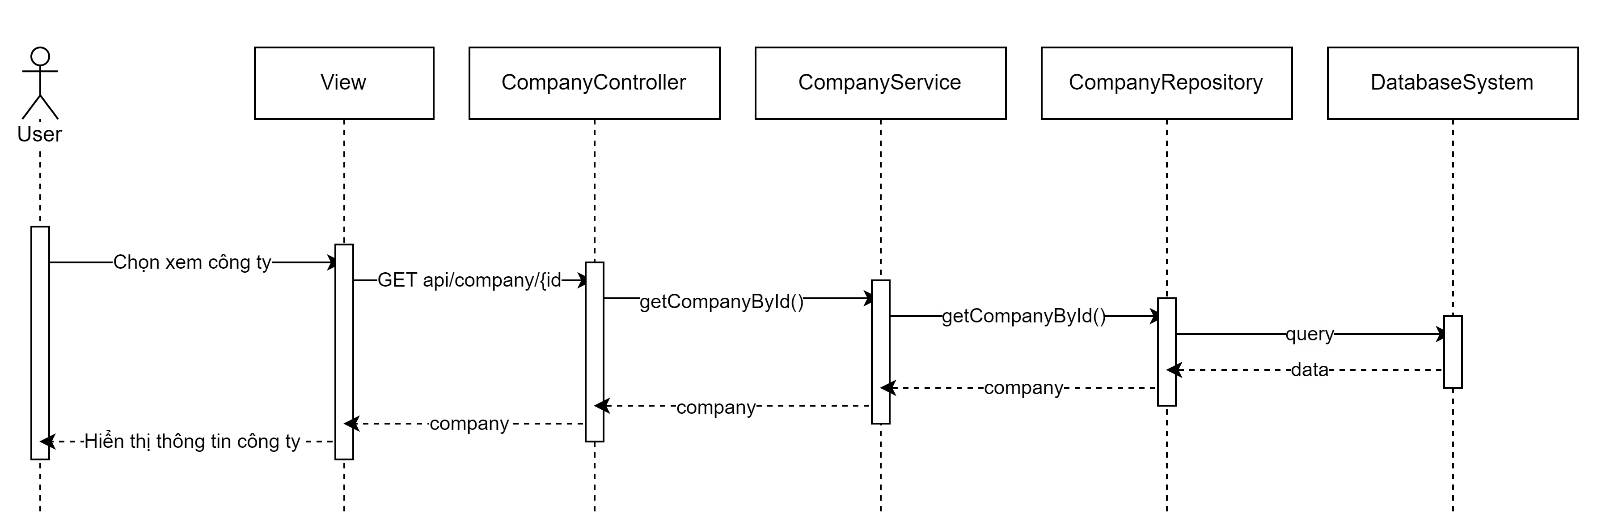 User
View
CompanyController
CompanyService
CompanyRepository
DatabaseSystem
Chọn xem công ty
GET api/company/{id
getCompanyById()
getCompanyById()
query
data
company
company
company
Hiển thị thông tin công ty